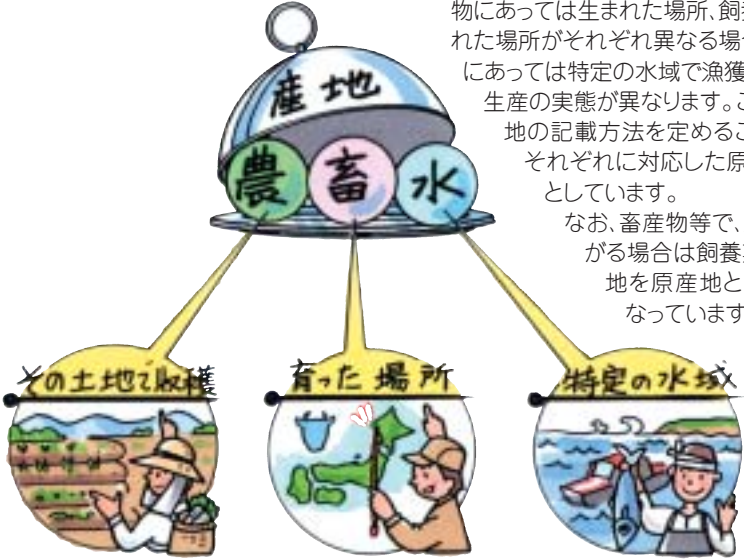 物にあっては生まれた場所、飼
れた場所がそれぞれ異なる場
にあっては特定の水域で漁獲
生産の実態が異なります。こ
地の記載方法を定めるこ
それぞれに対応した原
としています。
なお、畜産物等で、
がる場合は飼養
地を原産地と
なっています
産地
農
畜
水
その土地で収穫
育った場所
特定の水域